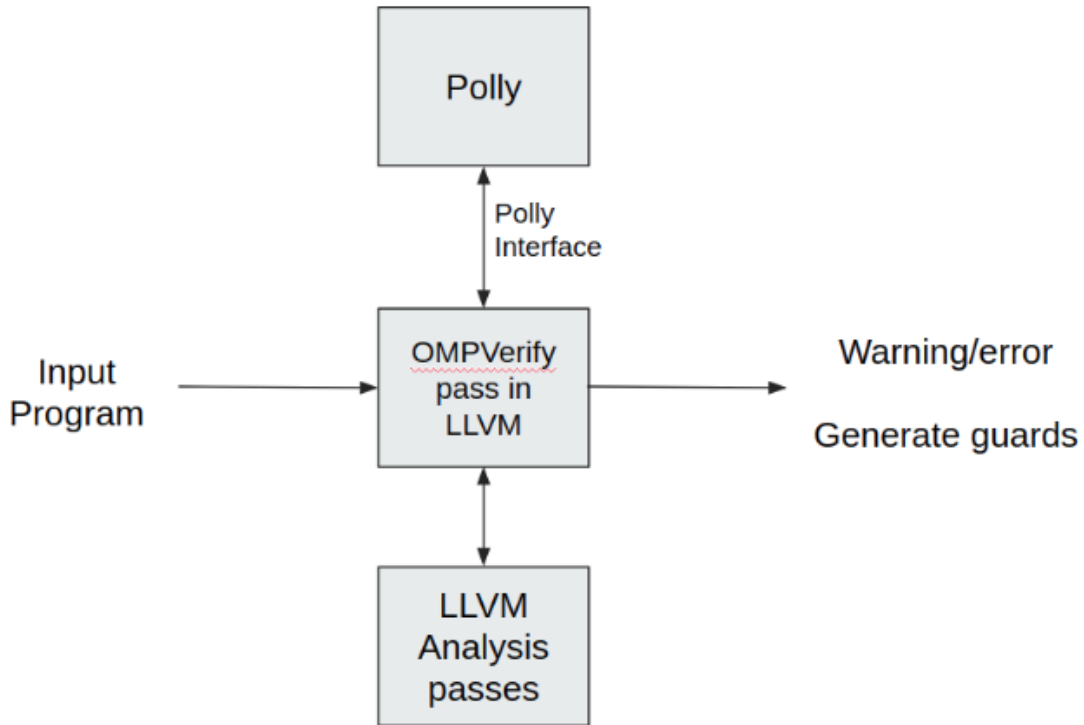 Polly
Polly
Interface
Input
Program
OMPVerify
pass in
LLVM
Warning/error
Generate guards
LLVM
Analysis
passes